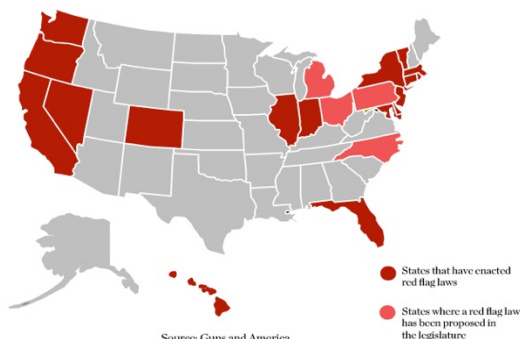 States that have enacted
red flag laws
States where a red flag law
has been proposed in
the legislature
Source: Guns and America